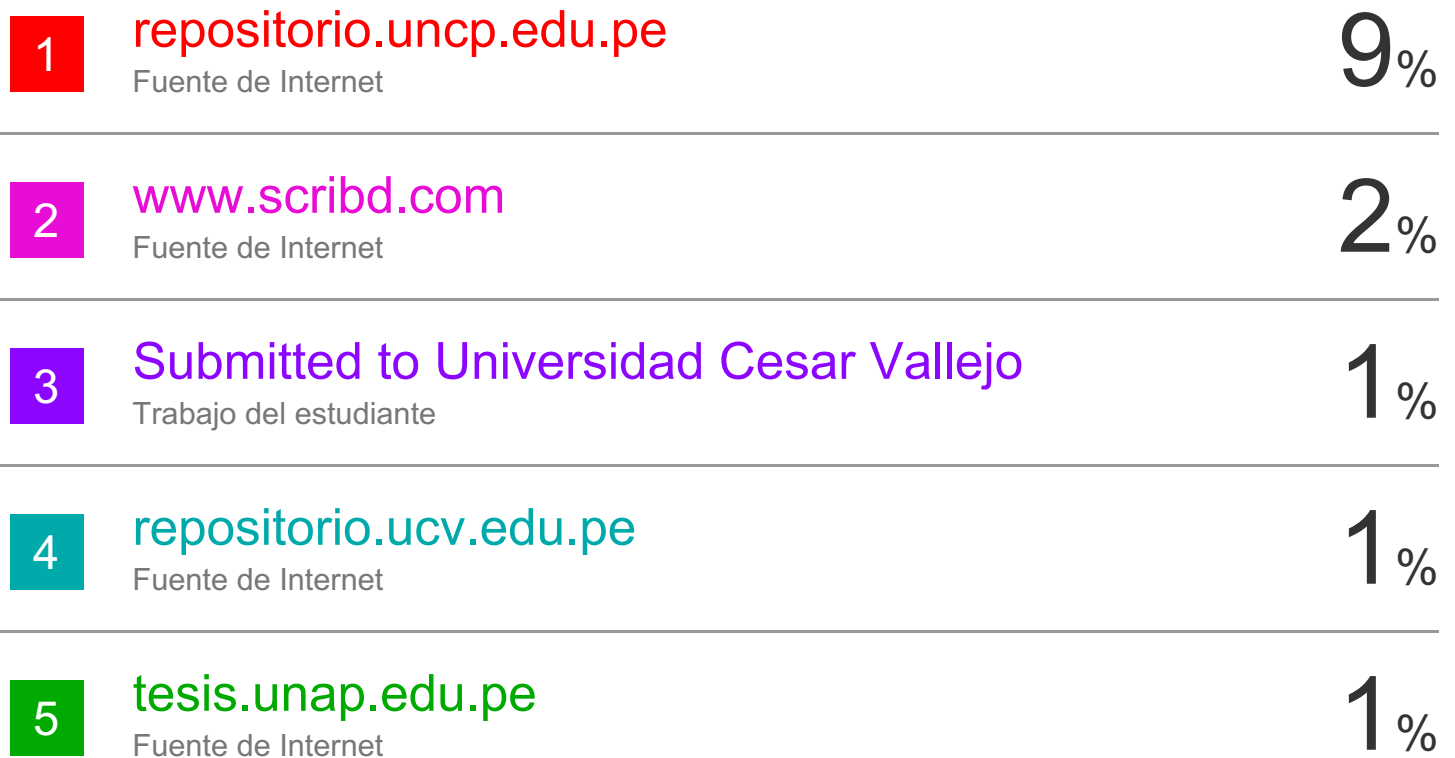 1 repositorio.uncp.edu.pe 9%
Fuente de Internet
2 www.scribd.com 2%
Fuente de Internet
3 Submitted to Universidad Cesar Vallejo 1%
Trabajo del estudiante
4 repositorio.ucv.edu.pe 1%
Fuente de Internet
5 tesis.unap.edu.pe 1%
Fuente de Internet